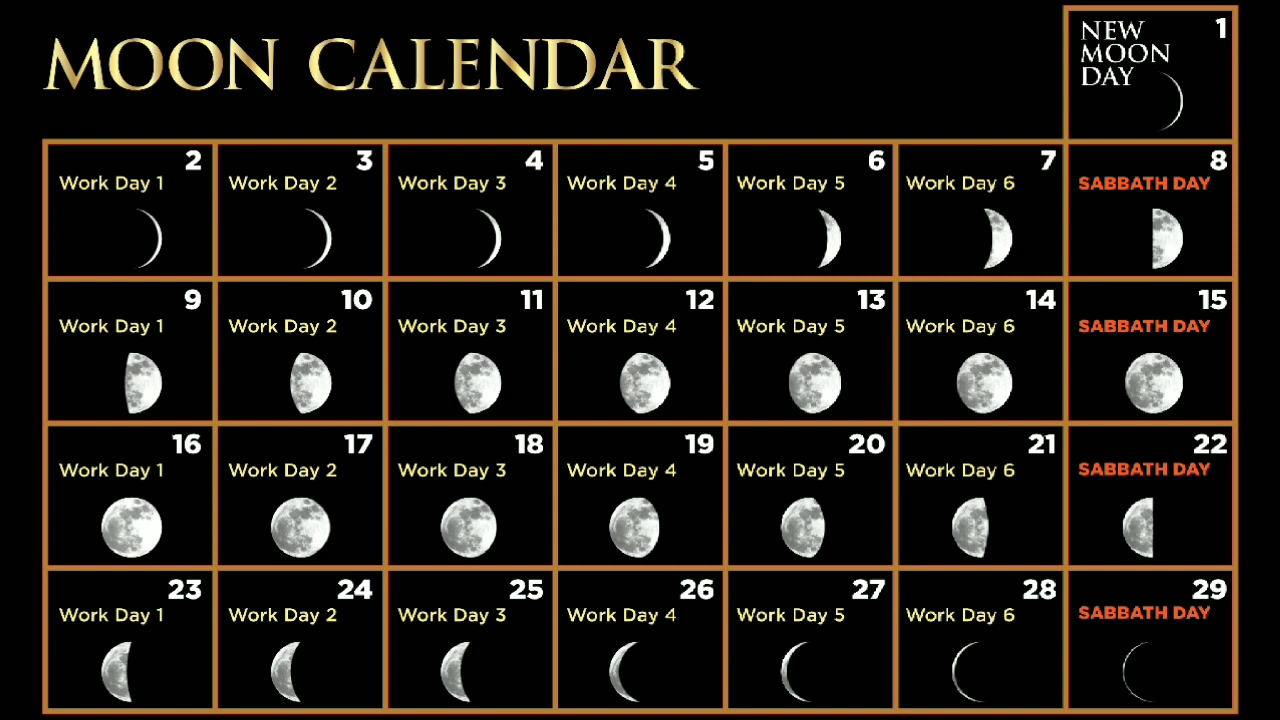 MOON CALENDAR
NEW
MOON
DAY
1
2
Work Day 1
3
Work Day 2
4
Work Day 3
5
Work Day 4
6
Work Day 5
7
Work Day 6
8
SABBATH DAY
9
Work Day 1
10
Work Day 2
11
Work Day 3
12
Work Day 4
13
Work Day 5
14
Work Day 6
15
SABBATH DAY
16
Work Day 1
17
Work Day 2
18
Work Day 3
19
Work Day 4
20
Work Day 5
21
Work Day 6
22
SABBATH DAY
23
Work Day 1
24
Work Day 2
25
Work Day 3
26
Work Day 4
27
Work Day 5
28
Work Day 6
29
SABBATH DAY